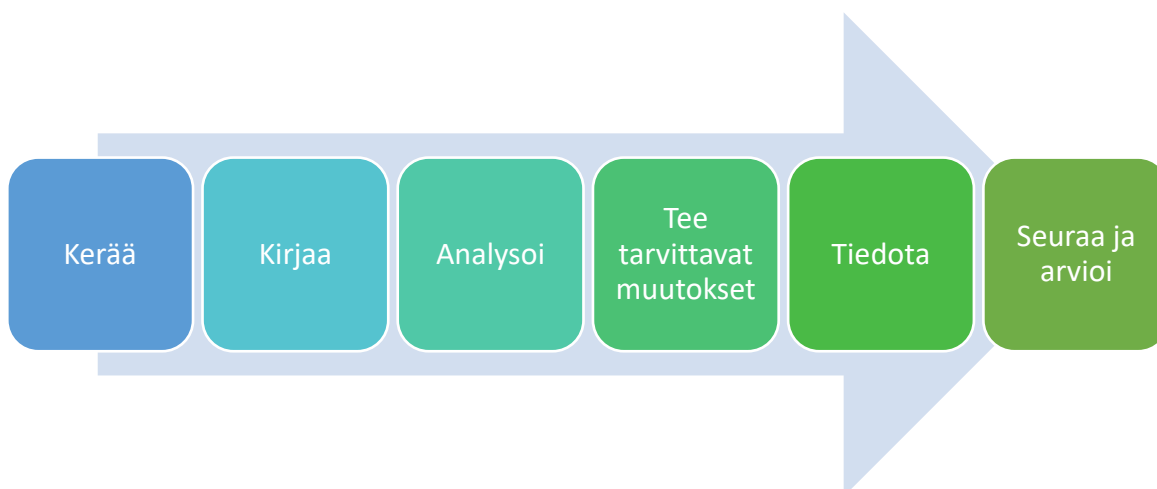 Kerää
Kirjaa
Analysoi
Tee
tarvittavat
muutokset
Tiedota
Seuraa ja
arvioi